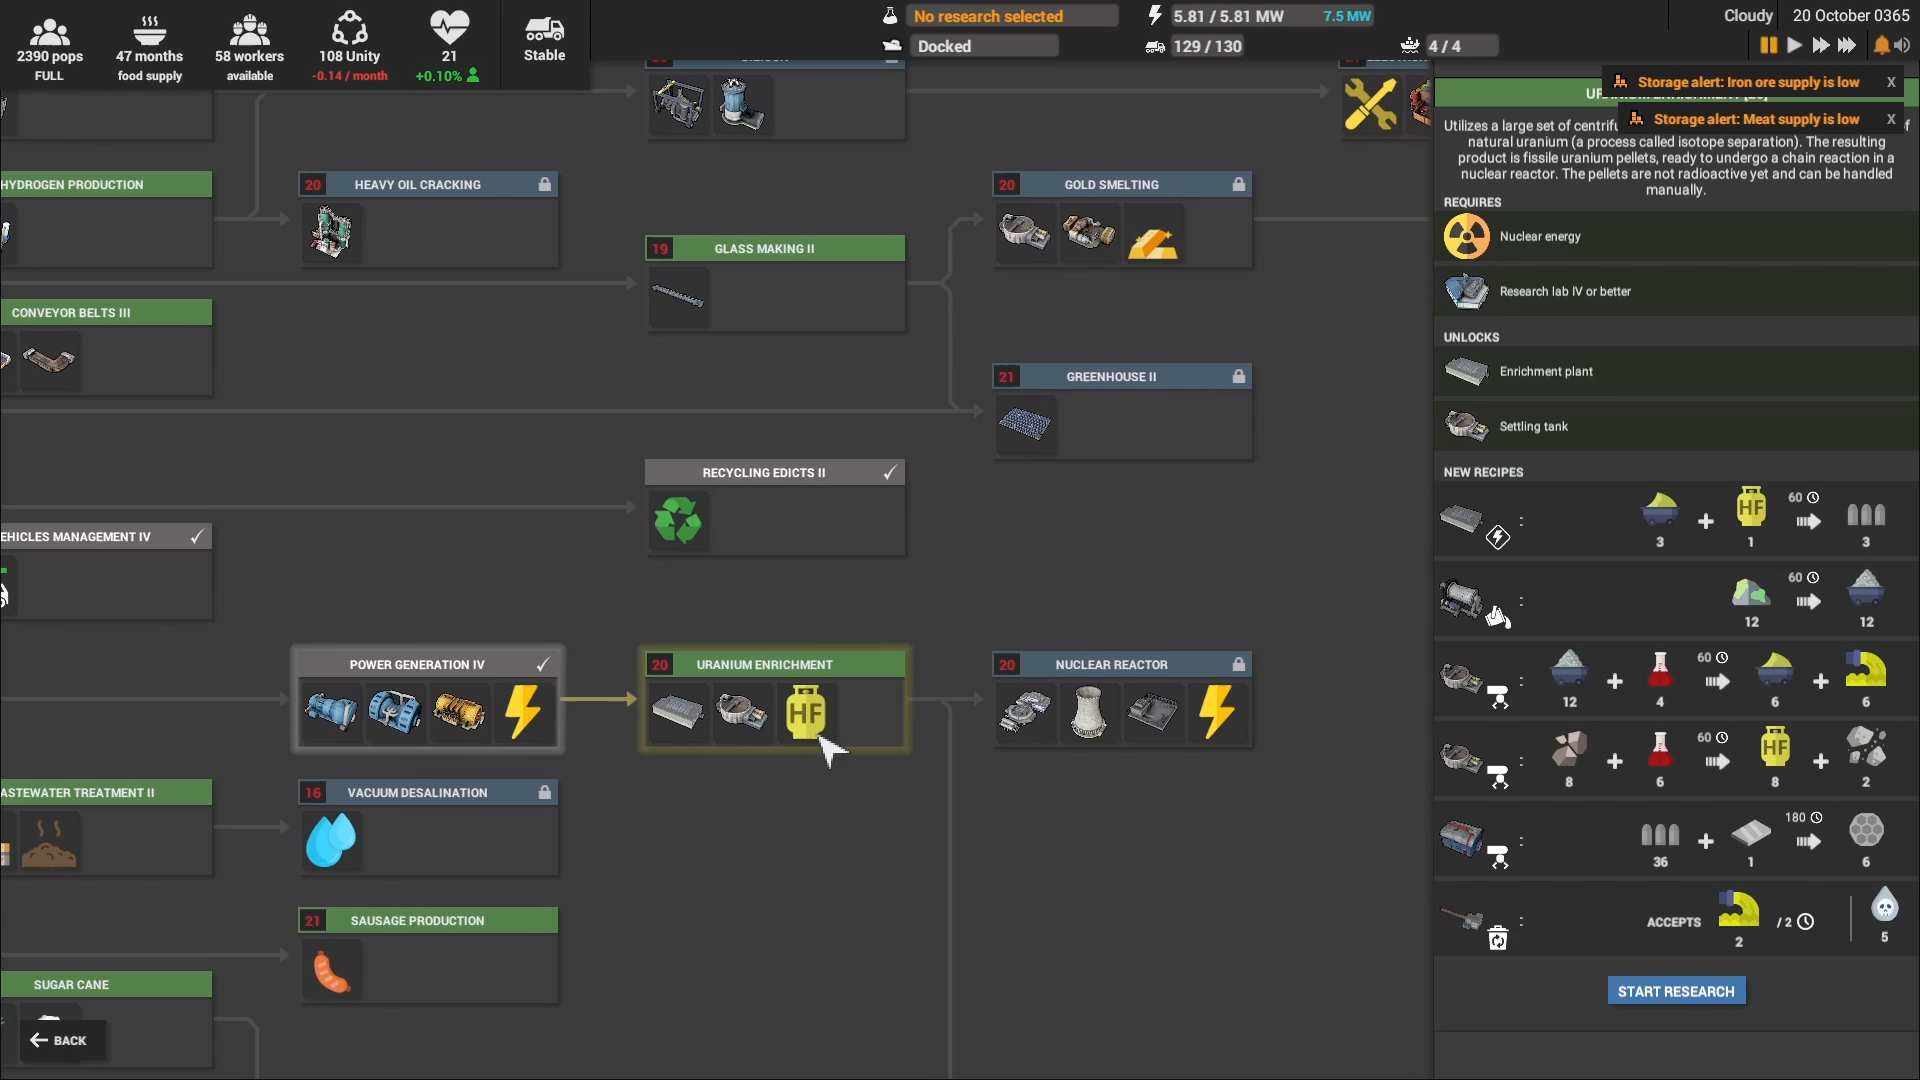 2390 pops
FULL
47 months
food supply
58 workers
available
108 Unity
-0.14 / month
21
+0.10%
Stable
No research selected
Docked
5.81 / 5.81 MW
7.5 MW
129 / 130
4 / 4
Cloudy
20 October 0365
Storage alert: Iron ore supply is low
X
Storage alert: Meat supply is low
X
HYDROGEN PRODUCTION
20
HEAVY OIL CRACKING
CONVEYOR BELTS III
19
GLASS MAKING II
20
GOLD SMELTING
21
GREENHOUSE II
RECYCLING EDICTS II
EHICLES MANAGEMENT IV
POWER GENERATION IV
20
URANIUM ENRICHMENT
HF
20
NUCLEAR REACTOR
ASTEWATER TREATMENT II
16
VACUUM DESALINATION
21
SAUSAGE PRODUCTION
SUGAR CANE
BACK
Utilizes a large set of centrifu
of
natural uranium (a process called isotope separation). The resulting
product is fissile uranium pellets, ready to undergo a chain reaction in a
nuclear reactor. The pellets are not radioactive yet and can be handled
manually.
REQUIRES
Nuclear energy
Research lab IV or better
UNLOCKS
Enrichment plant
Settling tank
NEW RECIPES
: 3 + HF 1 60 3
: 12 60 12
: 12 + 4 60 6 + 6
: 8 + 6 60 HF 8 + 2
: 36 + 1 180 6
: ACCEPTS 2 / 2 5
START RESEARCH